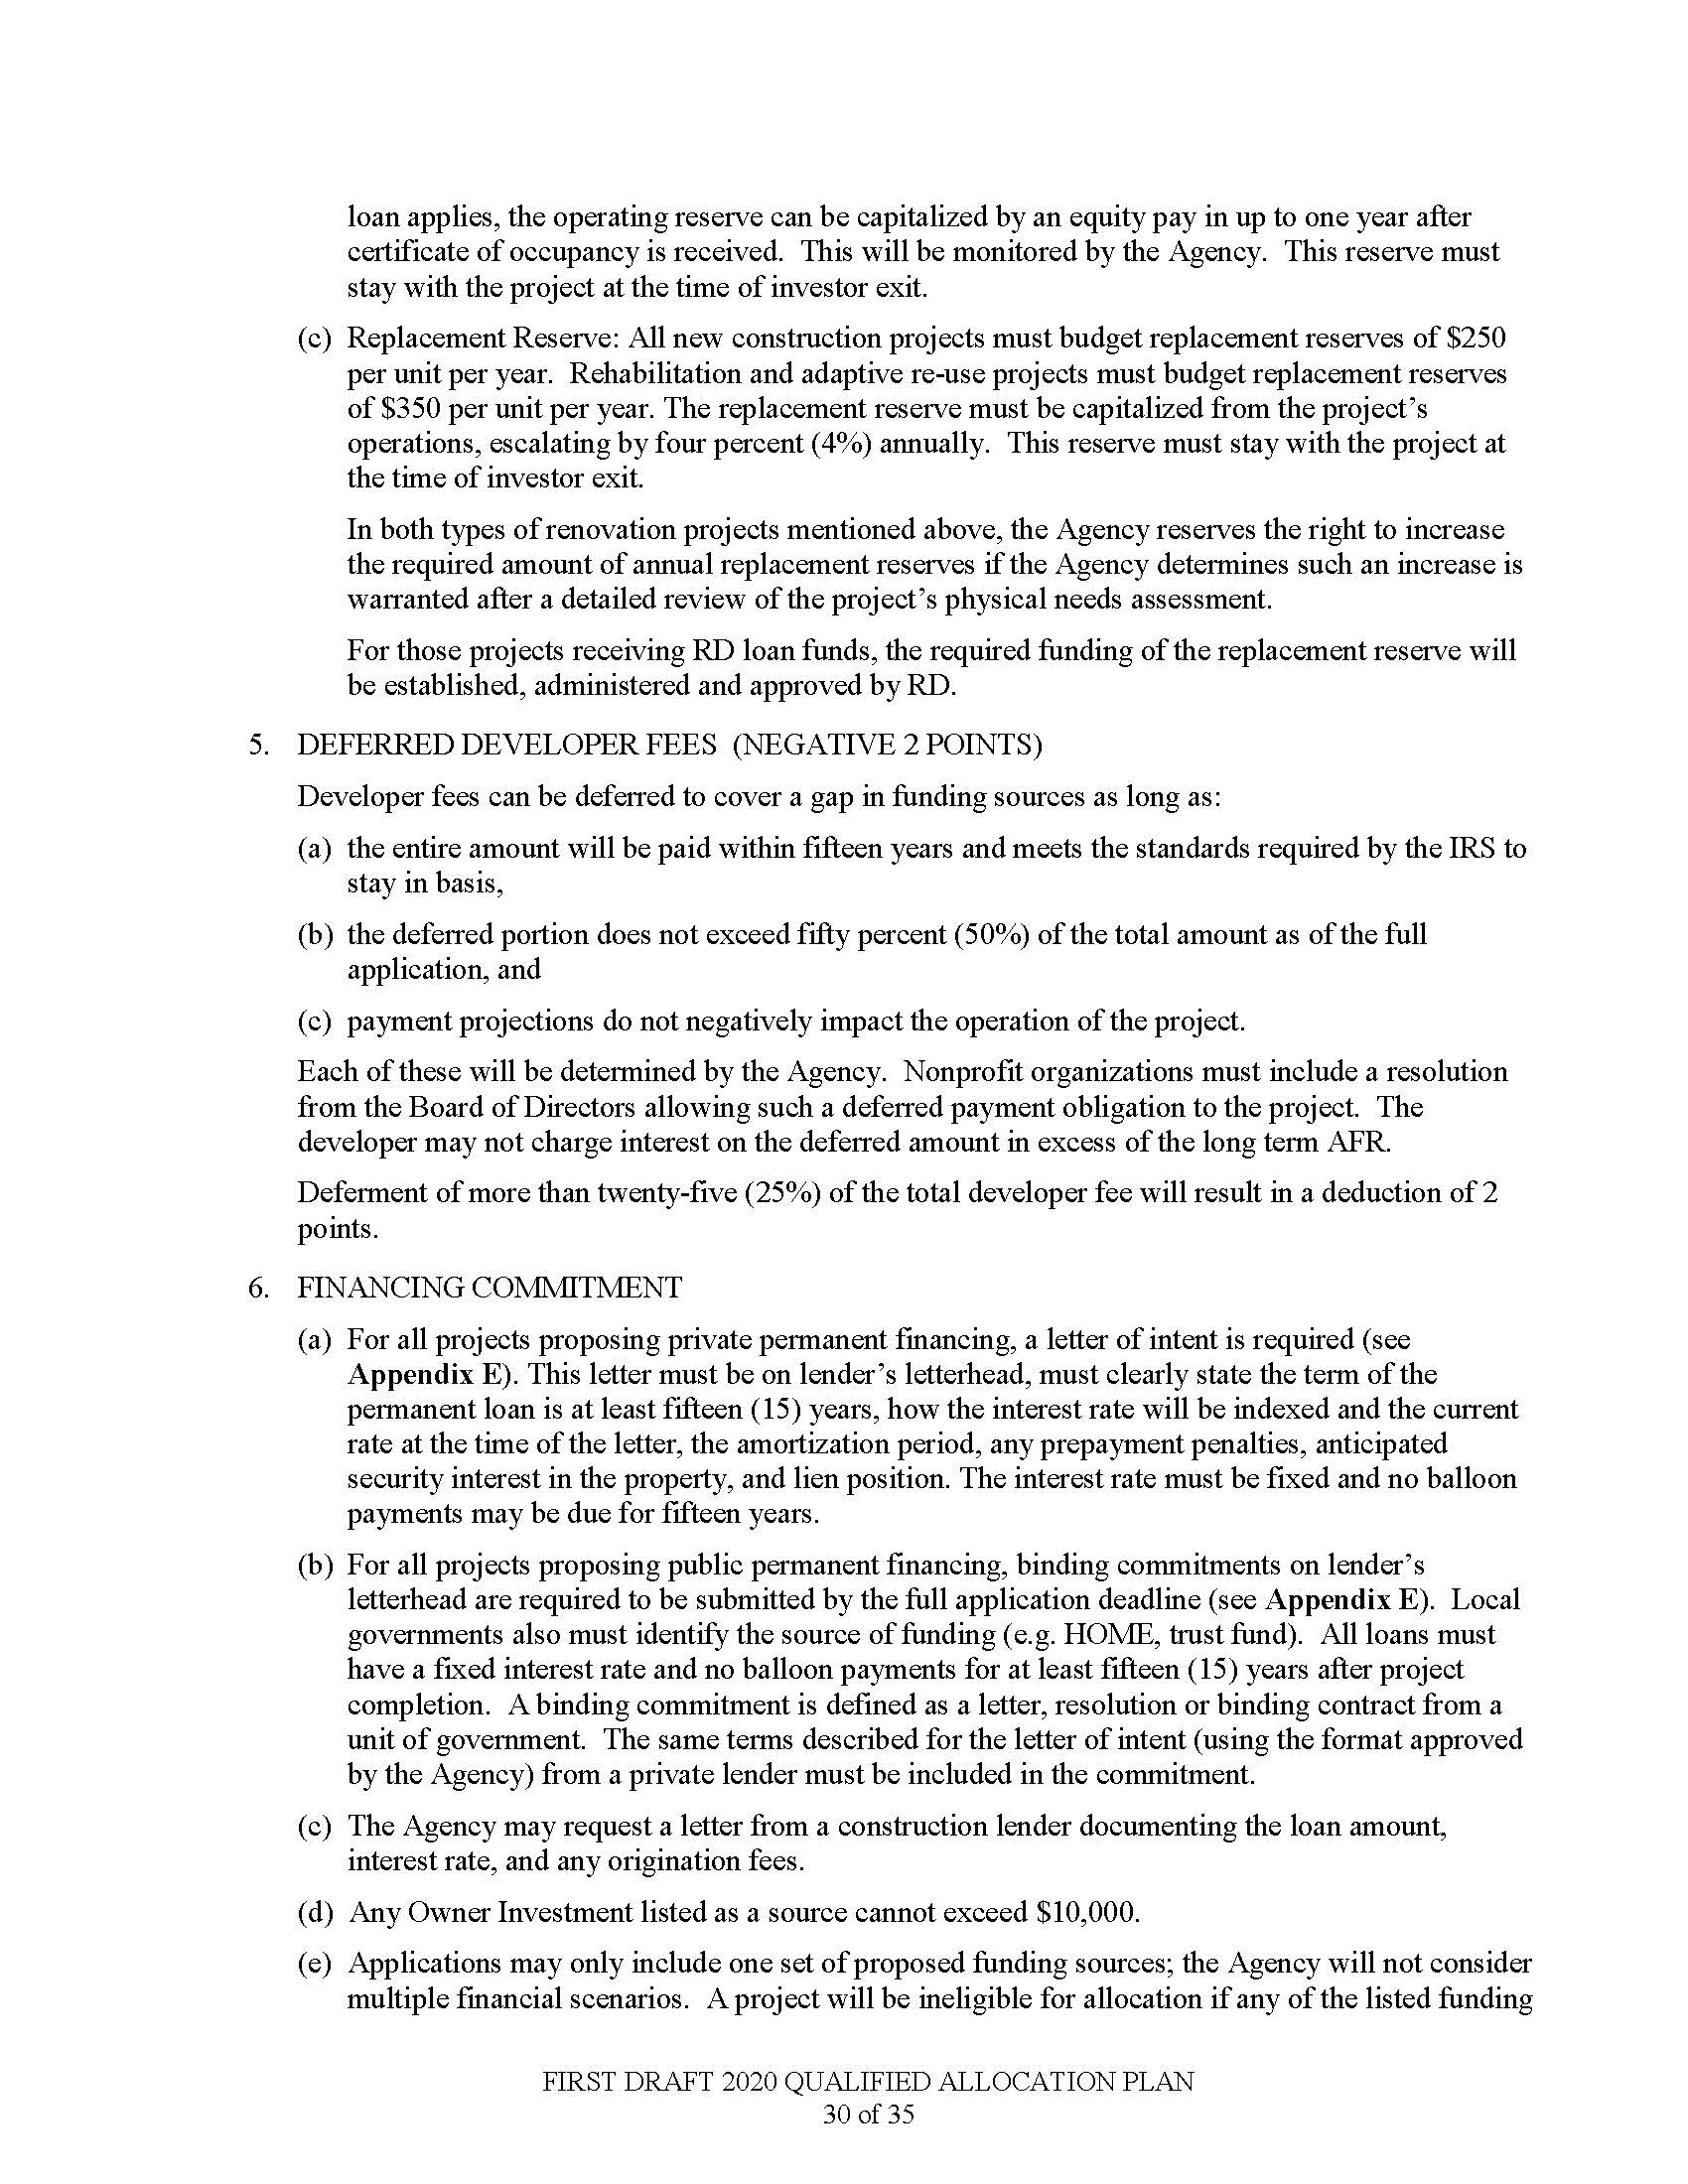 loan applies, the operating reserve can be capitalized by an equity pay in up to one year after
certificate of occupancy is received.  This will be monitored by the Agency.  This reserve must
stay with the project at the time of investor exit.
(c) Replacement Reserve: All new construction projects must budget replacement reserves of $250
per unit per year.  Rehabilitation and adaptive re-use projects must budget replacement reserves
of $350 per unit per year. The replacement reserve must be capitalized from the project’s
operations, escalating by four percent (4%) annually.  This reserve must stay with the project at
the time of investor exit.
In both types of renovation projects mentioned above, the Agency reserves the right to increase
the required amount of annual replacement reserves if the Agency determines such an increase is
warranted after a detailed review of the project’s physical needs assessment.
For those projects receiving RD loan funds, the required funding of the replacement reserve will
be established, administered and approved by RD.
5. DEFERRED DEVELOPER FEES  (NEGATIVE 2 POINTS)
Developer fees can be deferred to cover a gap in funding sources as long as:
(a) the entire amount will be paid within fifteen years and meets the standards required by the IRS to
stay in basis,
(b) the deferred portion does not exceed fifty percent (50%) of the total amount as of the full
application, and
(c) payment projections do not negatively impact the operation of the project.
Each of these will be determined by the Agency.  Nonprofit organizations must include a resolution
from the Board of Directors allowing such a deferred payment obligation to the project.  The
developer may not charge interest on the deferred amount in excess of the long term AFR.
Deferment of more than twenty-five (25%) of the total developer fee will result in a deduction of 2
points.
6. FINANCING COMMITMENT
(a) For all projects proposing private permanent financing, a letter of intent is required (see
Appendix E). This letter must be on lender’s letterhead, must clearly state the term of the
permanent loan is at least fifteen (15) years, how the interest rate will be indexed and the current
rate at the time of the letter, the amortization period, any prepayment penalties, anticipated
security interest in the property, and lien position. The interest rate must be fixed and no balloon
payments may be due for fifteen years.
(b) For all projects proposing public permanent financing, binding commitments on lender’s
letterhead are required to be submitted by the full application deadline (see Appendix E).  Local
governments also must identify the source of funding (e.g. HOME, trust fund).  All loans must
have a fixed interest rate and no balloon payments for at least fifteen (15) years after project
completion.  A binding commitment is defined as a letter, resolution or binding contract from a
unit of government.  The same terms described for the letter of intent (using the format approved
by the Agency) from a private lender must be included in the commitment.
(c) The Agency may request a letter from a construction lender documenting the loan amount,
interest rate, and any origination fees.
(d) Any Owner Investment listed as a source cannot exceed $10,000.
(e) Applications may only include one set of proposed funding sources; the Agency will not consider
multiple financial scenarios.  A project will be ineligible for allocation if any of the listed funding
FIRST DRAFT 2020 QUALIFIED ALLOCATION PLAN
30 of 35